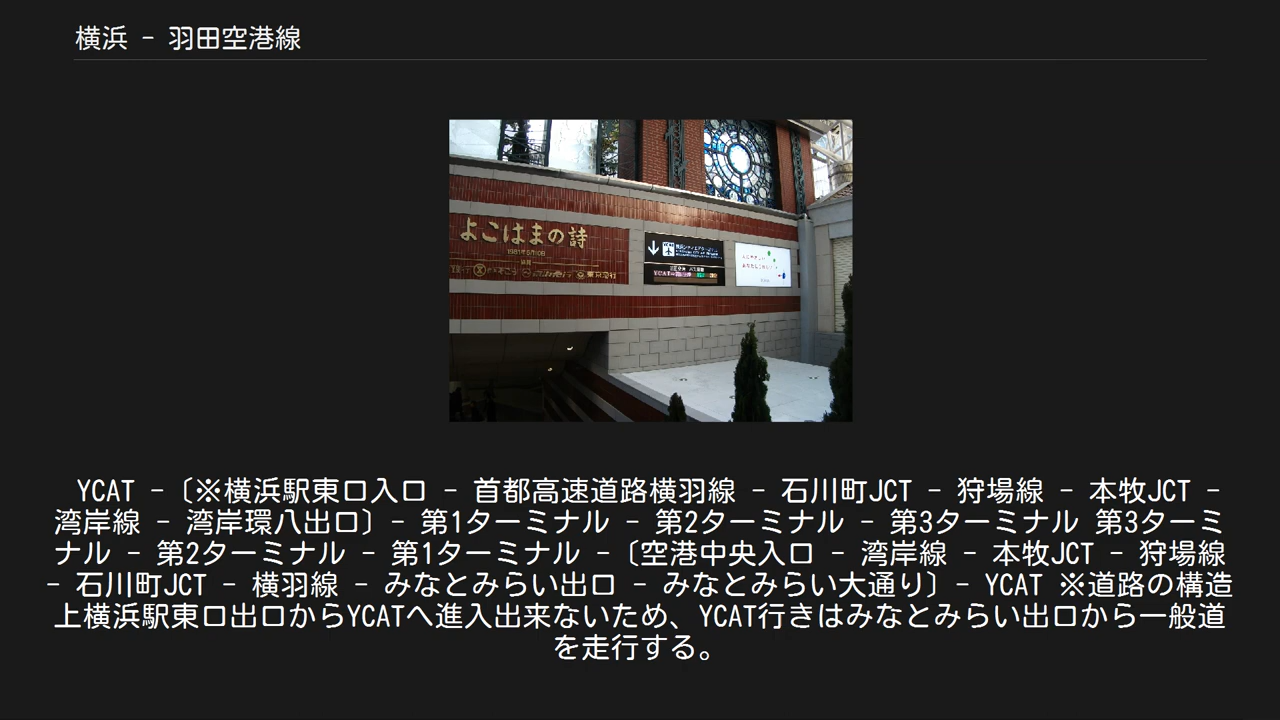 横浜 - 羽田空港線
よこはまの詩
YCAT -〔※横浜駅東口入口 - 首都高速道路横羽線 - 石川町JCT - 狩場線 - 本牧JCT -
湾岸線 - 湾岸環八出口〕- 第1ターミナル - 第2ターミナル - 第3ターミナル 第3ターミ
ナル - 第2ターミナル - 第1ターミナル -〔空港中央入口 - 湾岸線 - 本牧JCT - 狩場線
- 石川町JCT - 横羽線 - みなとみらい出口 - みなとみらい大通り〕- YCAT ※道路の構造
上横浜駅東口出口からYCATへ進入出来ないため、YCAT行きはみなとみらい出口から一般道
を走行する。